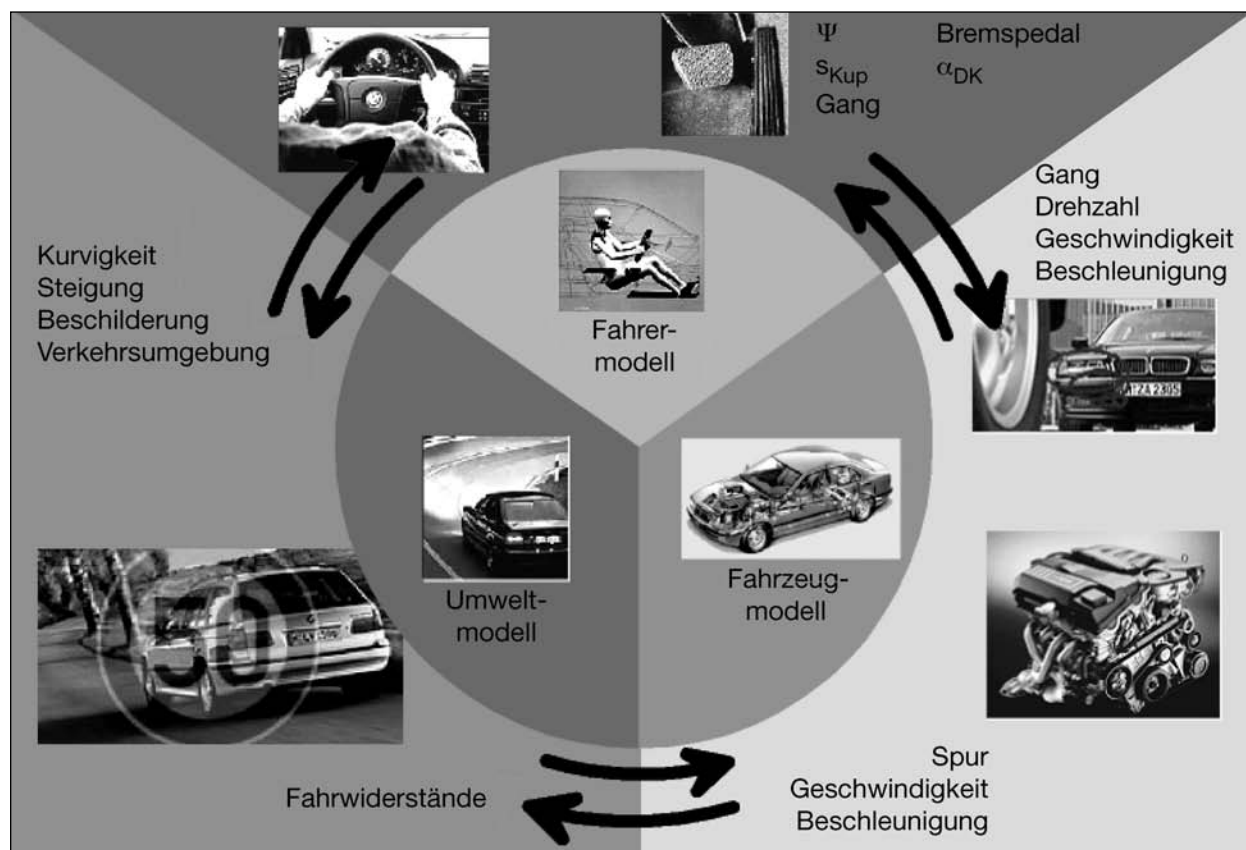 Ψ Bremspedal
s_Kup α_DK
Gang
Gang
Drehzahl
Geschwindigkeit
Beschleunigung
Kurvigkeit
Steigung
Beschilderung
Verkehrsumgebung
Fahrer-
modell
Umwelt-
modell
Fahrzeug-
modell
50
Fahrwiderstände
Spur
Geschwindigkeit
Beschleunigung